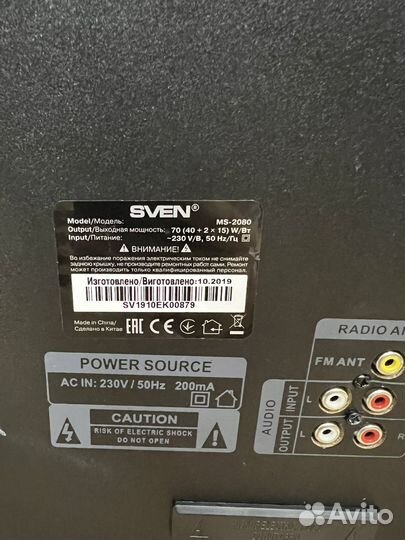 SVEN®
Model/Модель: MS-2080
Output/Выходная мощность: 70 (40 + 2 × 15) W/Вт
Input/Питание: ~230 V/В, 50 Hz/Гц
ВНИМАНИЕ!
Во избежание поражения электрическим током не снимайте
заднюю крышку, не производите ремонтных работ сами. Ремонт
может производить только квалифицированный персонал.
Изготовлено/Виготовлено:10.2019
SV1910EK00879
Made in China/
Сделано в Китае
EAC
RADIO AN
POWER SOURCE
AC IN: 230V / 50Hz 200mA
FM ANT
CAUTION
RISK OF ELECTRIC SHOCK
DO NOT OPEN
AUDIO
INPUT
L
OUTPUT
L
R
Avito